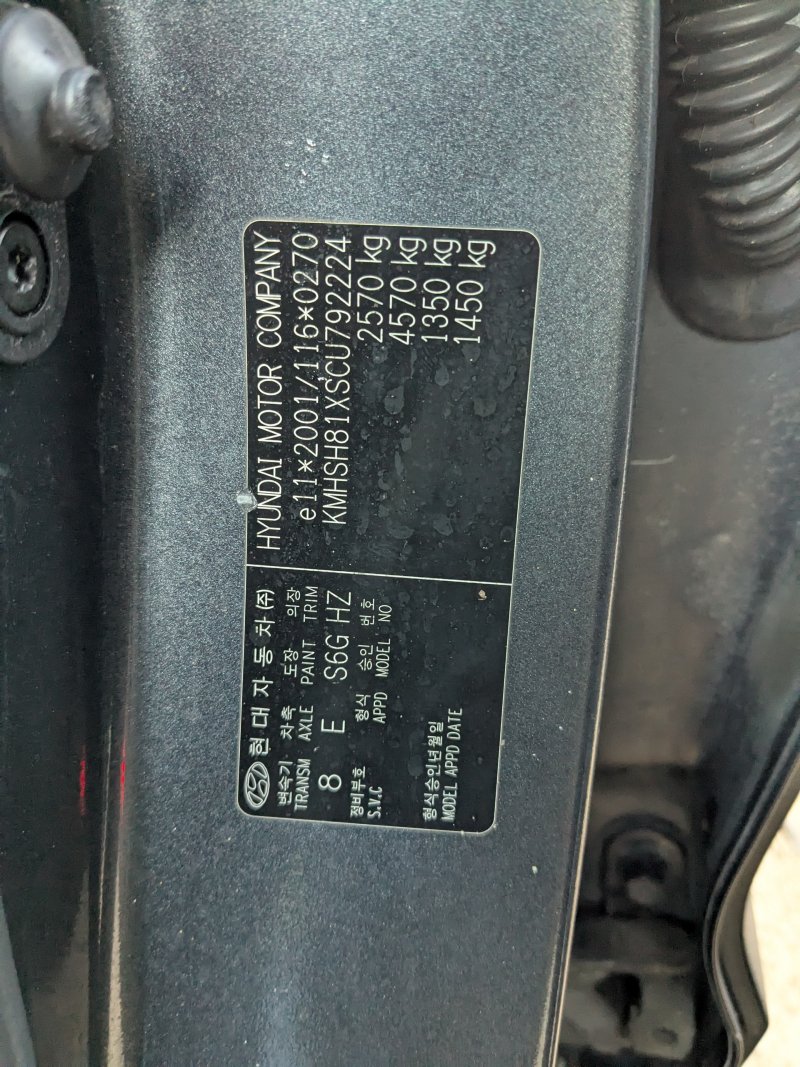 현대자동차(주)
변속기 차축 도장 의장
TRANSM AXLE PAINT TRIM
8 E S6G HZ
정비부호 형식 승인 번호
S.V.C APPD MODEL NO
형식승인년월일
MODEL APPD DATE
HYUNDAI MOTOR COMPANY
e11*2001/116*0270
KMHSH81XSCU792224
2570 kg
4570 kg
1350 kg
1450 kg